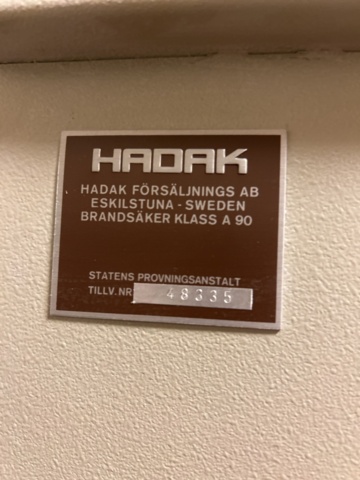 HADAK
HADAK FÖRSÄLJNINGS AB
ESKILSTUNA - SWEDEN
BRANDSÄKER KLASS A 90
STATENS PROVNINGSANSTALT
TILLV.NR 48335